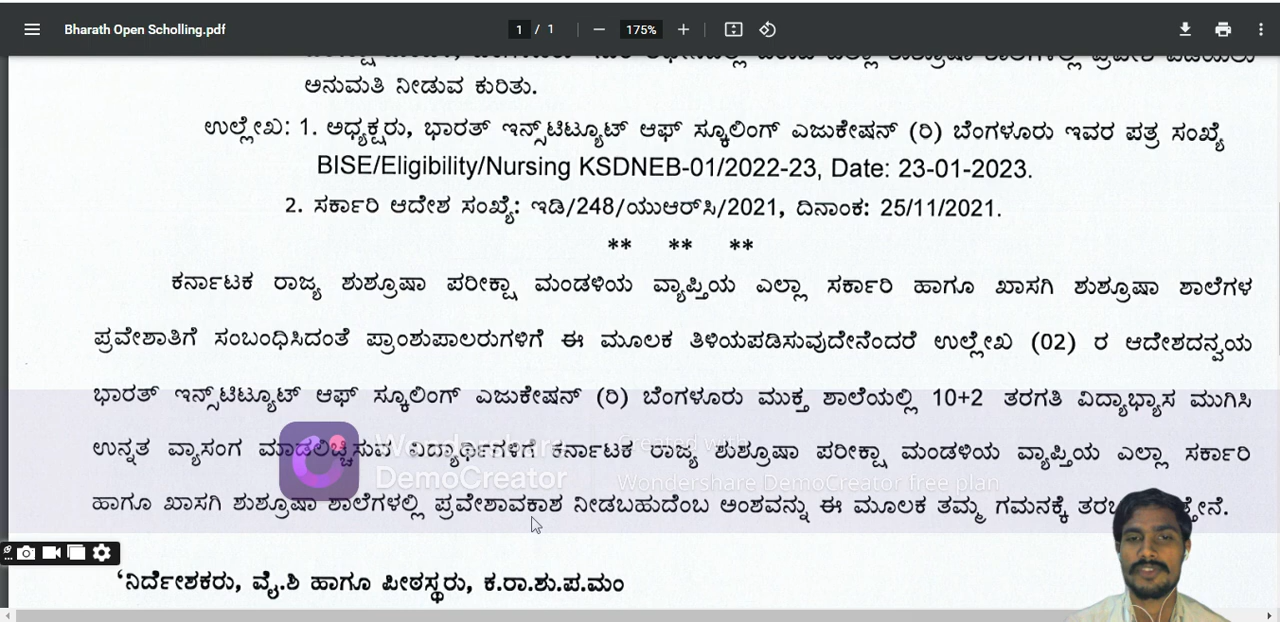 Bharath Open Scholling.pdf
1 / 1
175%
ಅನುಮತಿ ನೀಡುವ ಕುರಿತು.
ಉಲ್ಲೇಖ: 1. ಅಧ್ಯಕ್ಷರು, ಭಾರತ್ ಇನ್ಸ್‌ಟಿಟ್ಯೂಟ್ ಆಫ್ ಸ್ಕೂಲಿಂಗ್ ಎಜುಕೇಷನ್ (ರಿ) ಬೆಂಗಳೂರು ಇವರ ಪತ್ರ ಸಂಖ್ಯೆ
BISE/Eligibility/Nursing KSDNEB-01/2022-23, Date: 23-01-2023.
2. ಸರ್ಕಾರಿ ಆದೇಶ ಸಂಖ್ಯೆ: ಇಡಿ/248/ಯುಆರ್‌ಸಿ/2021, ದಿನಾಂಕ: 25/11/2021.
** ** **
ಕರ್ನಾಟಕ ರಾಜ್ಯ ಶುಶ್ರೂಷಾ ಪರೀಕ್ಷಾ ಮಂಡಳಿಯ ವ್ಯಾಪ್ತಿಯ ಎಲ್ಲಾ ಸರ್ಕಾರಿ ಹಾಗೂ ಖಾಸಗಿ ಶುಶ್ರೂಷಾ ಶಾಲೆಗಳ
ಪ್ರವೇಶಾತಿಗೆ ಸಂಬಂಧಿಸಿದಂತೆ ಪ್ರಾಂಶುಪಾಲರುಗಳಿಗೆ ಈ ಮೂಲಕ ತಿಳಿಯಪಡಿಸುವುದೇನೆಂದರೆ ಉಲ್ಲೇಖ (02) ರ ಆದೇಶದನ್ವಯ
ಭಾರತ್ ಇನ್ಸ್‌ಟಿಟ್ಯೂಟ್ ಆಫ್ ಸ್ಕೂಲಿಂಗ್ ಎಜುಕೇಷನ್ (ರಿ) ಬೆಂಗಳೂರು ಮುಕ್ತ ಶಾಲೆಯಲ್ಲಿ 10+2 ತರಗತಿ ವಿದ್ಯಾಭ್ಯಾಸ ಮುಗಿಸಿ
ಉನ್ನತ ವ್ಯಾಸಂಗ ಮಾಡಲಿಚ್ಚಿಸುವ ವಿದ್ಯಾರ್ಥಿಗಳಿಗೆ ಕರ್ನಾಟಕ ರಾಜ್ಯ ಶುಶ್ರೂಷಾ ಪರೀಕ್ಷಾ ಮಂಡಳಿಯ ವ್ಯಾಪ್ತಿಯ ಎಲ್ಲಾ ಸರ್ಕಾರಿ
Wondershare DemoCreator
Created with
Wondershare DemoCreator free plan
ಹಾಗೂ ಖಾಸಗಿ ಶುಶ್ರೂಷಾ ಶಾಲೆಗಳಲ್ಲಿ ಪ್ರವೇಶಾವಕಾಶ ನೀಡಬಹುದೆಂಬ ಅಂಶವನ್ನು ಈ ಮೂಲಕ ತಮ್ಮ ಗಮನಕ್ಕೆ
‘ನಿರ್ದೇಶಕರು, ವೈ.ಶಿ ಹಾಗೂ ಪೀಠಸ್ಥರು, ಕ.ರಾ.ಶು.ಪ.ಮಂ